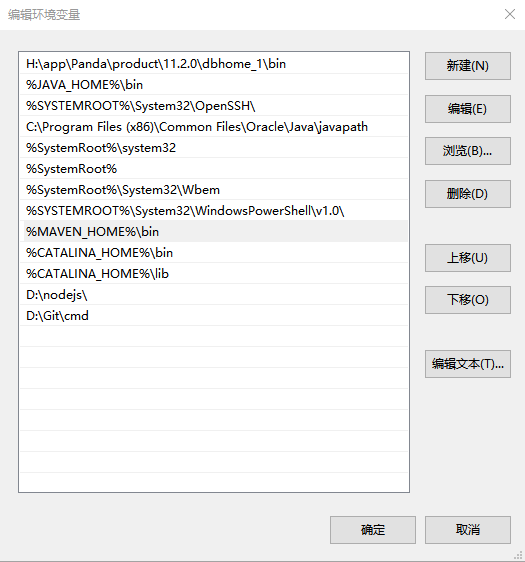 编辑环境变量
H:\app\Panda\product\11.2.0\dbhome_1\bin
%JAVA_HOME%\bin
%SYSTEMROOT%\System32\OpenSSH\
C:\Program Files (x86)\Common Files\Oracle\Java\javapath
%SystemRoot%\system32
%SystemRoot%
%SystemRoot%\System32\Wbem
%SYSTEMROOT%\System32\WindowsPowerShell\v1.0\
%MAVEN_HOME%\bin
%CATALINA_HOME%\bin
%CATALINA_HOME%\lib
D:\nodejs\
D:\Git\cmd
新建(N)
编辑(E)
浏览(B)...
删除(D)
上移(U)
下移(O)
编辑文本(T)...
确定
取消